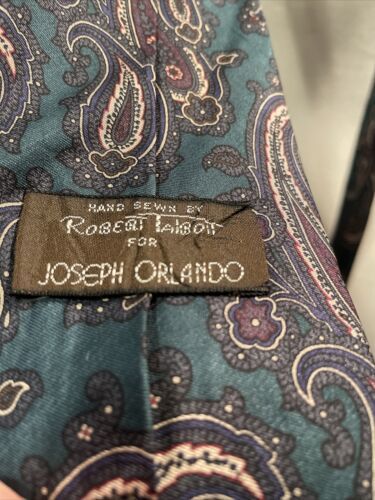 HAND SEWN BY
ROBERT TALBOTT
FOR
JOSEPH ORLANDO